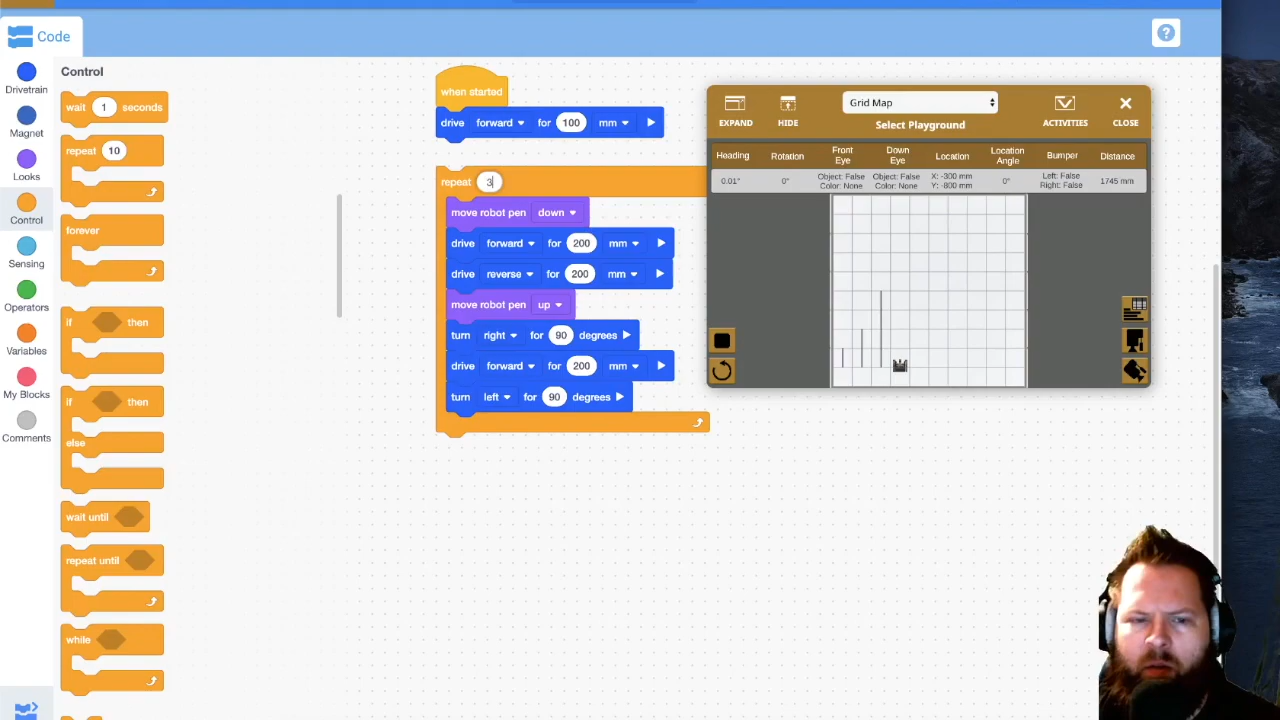 Code
?
Drivetrain
Magnet
Looks
Control
Sensing
Operators
Variables
My Blocks
Comments
Control
wait 1 seconds
repeat 10
forever
if then
if then
else
wait until
repeat until
while
when started
drive forward for 100 mm
repeat 3
move robot pen down
drive forward for 200 mm
drive reverse for 200 mm
move robot pen up
turn right for 90 degrees
drive forward for 200 mm
turn left for 90 degrees
EXPAND
HIDE
Grid Map
Select Playground
ACTIVITIES
CLOSE
Heading
Rotation
Front
Eye
Down
Eye
Location
Location
Angle
Bumper
Distance
0.01°
0°
Object: False
Color: None
Object: False
Color: None
X: -300 mm
Y: -800 mm
0°
Left: False
Right: False
1745 mm